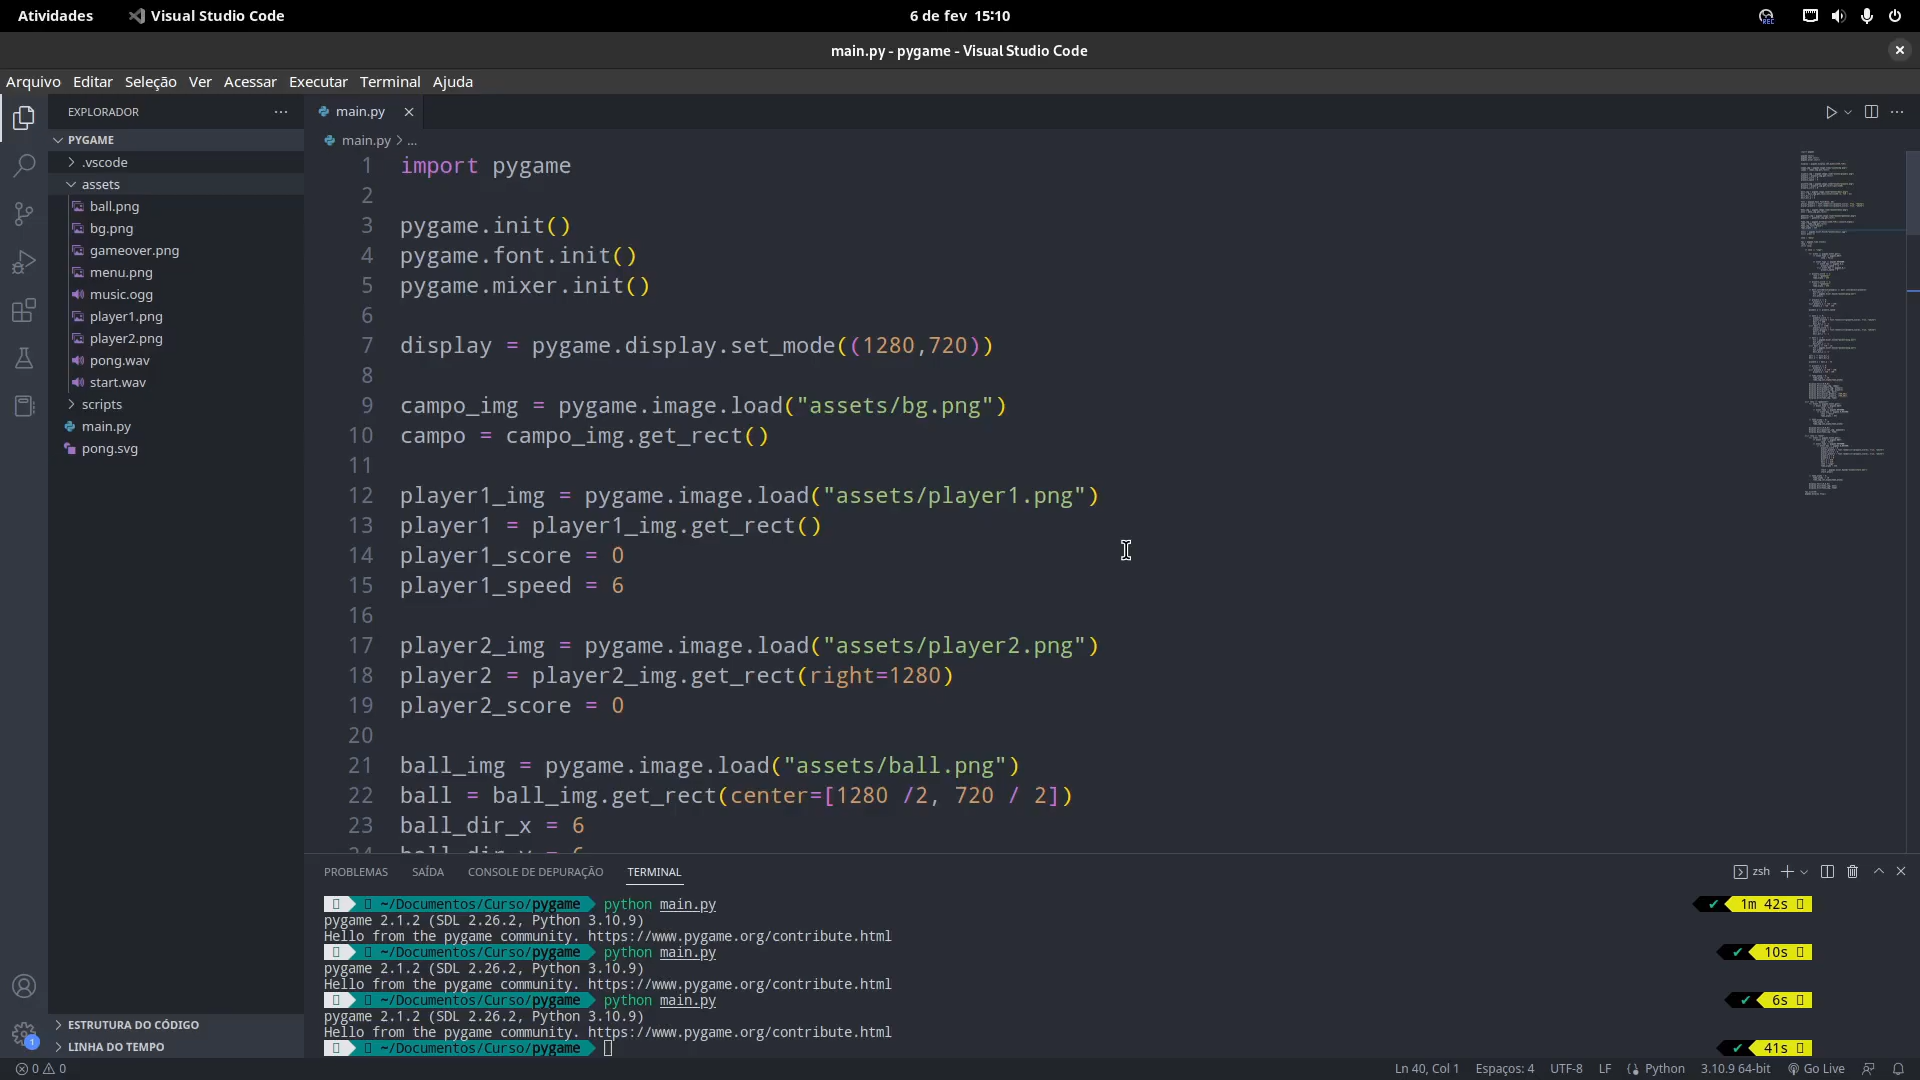 Atividades
Visual Studio Code
6 de fev 15:10
REC
main.py - pygame - Visual Studio Code
Arquivo Editar Seleção Ver Acessar Executar Terminal Ajuda
EXPLORADOR
PYGAME
.vscode
assets
ball.png
bg.png
gameover.png
menu.png
music.ogg
player1.png
player2.png
pong.wav
start.wav
scripts
main.py
pong.svg
ESTRUTURA DO CÓDIGO
LINHA DO TEMPO
1
main.py
main.py > ...
1 import pygame
2
3 pygame.init()
4 pygame.font.init()
5 pygame.mixer.init()
6
7 display = pygame.display.set_mode((1280,720))
8
9 campo_img = pygame.image.load("assets/bg.png")
10 campo = campo_img.get_rect()
11
12 player1_img = pygame.image.load("assets/player1.png")
13 player1 = player1_img.get_rect()
14 player1_score = 0
15 player1_speed = 6
16
17 player2_img = pygame.image.load("assets/player2.png")
18 player2 = player2_img.get_rect(right=1280)
19 player2_score = 0
20
21 ball_img = pygame.image.load("assets/ball.png")
22 ball = ball_img.get_rect(center=[1280 /2, 720 / 2])
23 ball_dir_x = 6
PROBLEMAS SAÍDA CONSOLE DE DEPURAÇÃO TERMINAL
zsh
~/Documentos/Curso/pygame python main.py 1m 42s
pygame 2.1.2 (SDL 2.26.2, Python 3.10.9)
Hello from the pygame community. https://www.pygame.org/contribute.html
~/Documentos/Curso/pygame python main.py 10s
pygame 2.1.2 (SDL 2.26.2, Python 3.10.9)
Hello from the pygame community. https://www.pygame.org/contribute.html
~/Documentos/Curso/pygame python main.py 6s
pygame 2.1.2 (SDL 2.26.2, Python 3.10.9)
Hello from the pygame community. https://www.pygame.org/contribute.html
~/Documentos/Curso/pygame 41s
0 0
Ln 40, Col 1 Espaços: 4 UTF-8 LF Python 3.10.9 64-bit Go Live